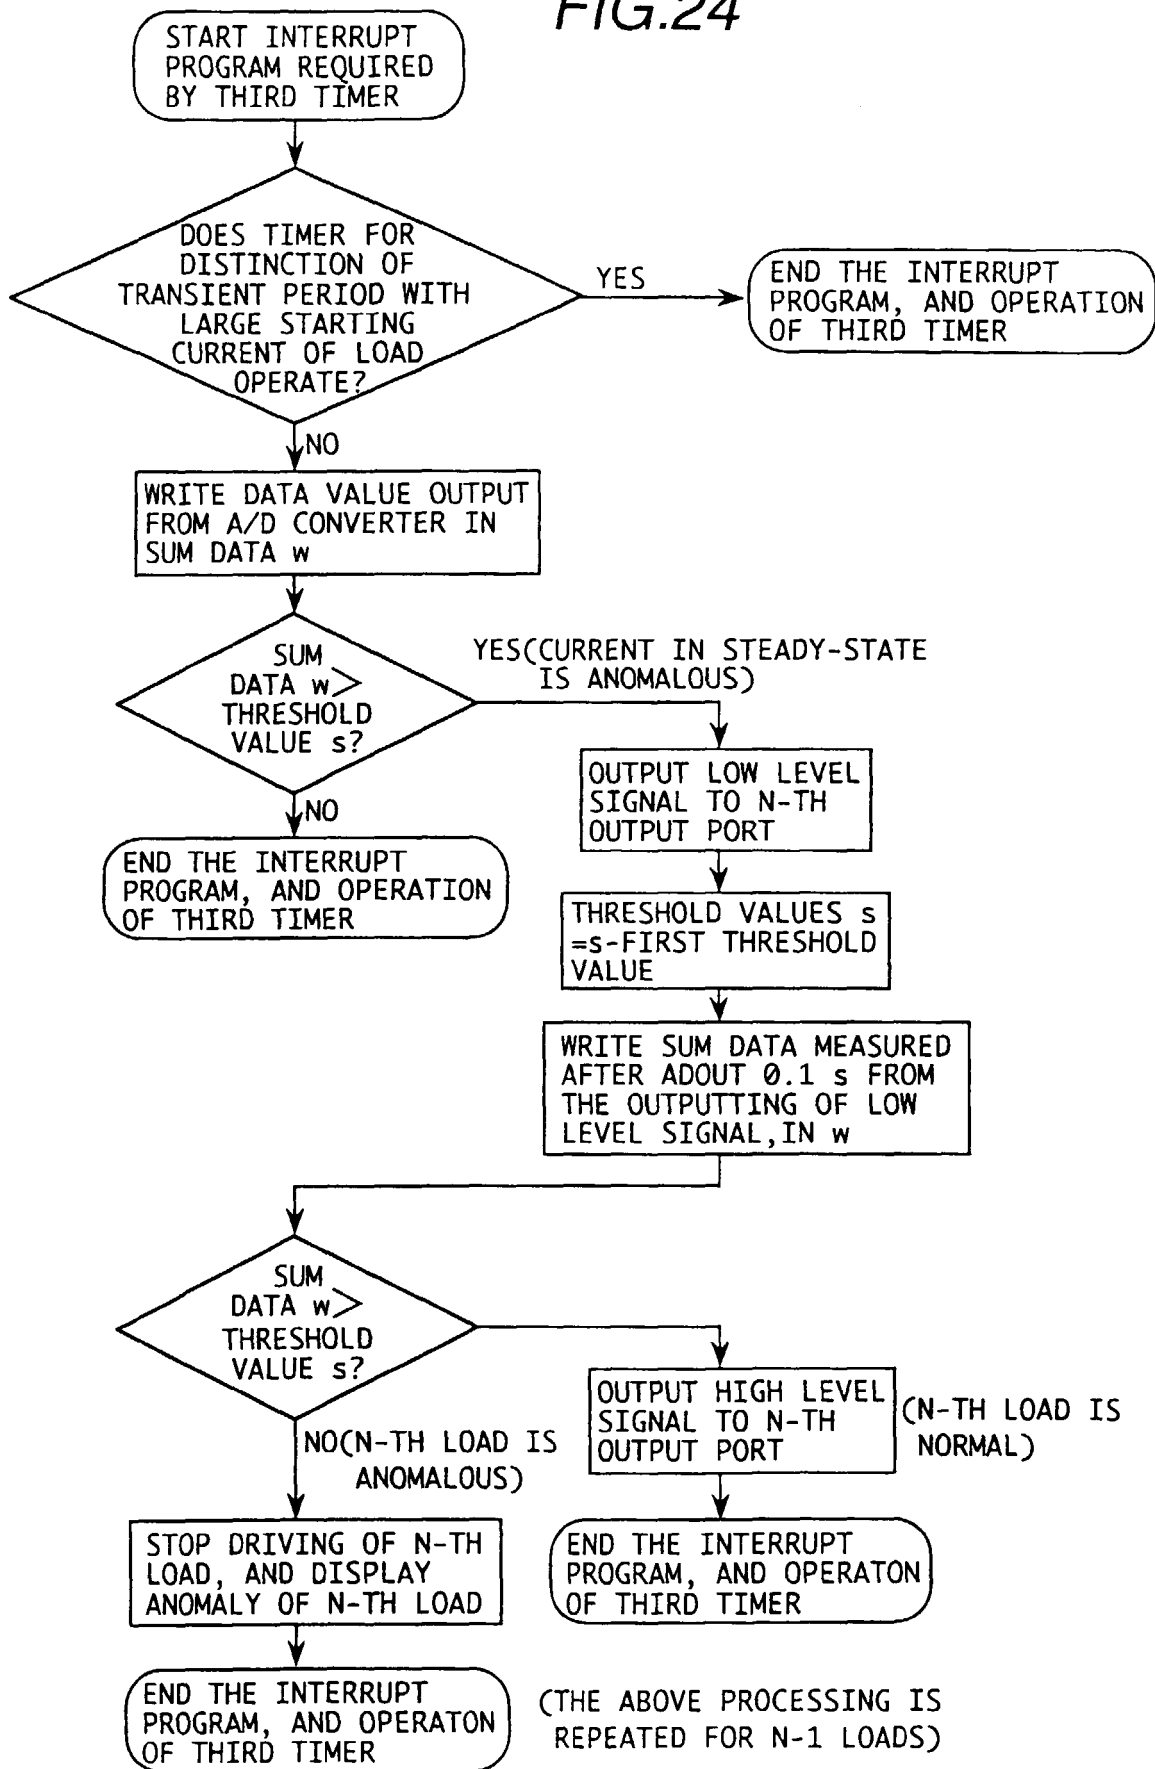 FIG.24
START INTERRUPT
PROGRAM REQUIRED
BY THIRD TIMER
DOES TIMER FOR
DISTINCTION OF
TRANSIENT PERIOD WITH
LARGE STARTING
CURRENT OF LOAD
OPERATE?
YES
END THE INTERRUPT
PROGRAM, AND OPERATION
OF THIRD TIMER
NO
WRITE DATA VALUE OUTPUT
FROM A/D CONVERTER IN
SUM DATA w
SUM
DATA w>
THRESHOLD
VALUE s?
YES(CURRENT IN STEADY-STATE
IS ANOMALOUS)
NO
END THE INTERRUPT
PROGRAM, AND OPERATION
OF THIRD TIMER
OUTPUT LOW LEVEL
SIGNAL TO N-TH
OUTPUT PORT
THRESHOLD VALUES s
=s-FIRST THRESHOLD
VALUE
WRITE SUM DATA MEASURED
AFTER ADOUT 0.1 s FROM
THE OUTPUTTING OF LOW
LEVEL SIGNAL,IN w
SUM
DATA w>
THRESHOLD
VALUE s?
OUTPUT HIGH LEVEL
SIGNAL TO N-TH
OUTPUT PORT
(N-TH LOAD IS
NORMAL)
NO(N-TH LOAD IS
ANOMALOUS)
STOP DRIVING OF N-TH
LOAD, AND DISPLAY
ANOMALY OF N-TH LOAD
END THE INTERRUPT
PROGRAM, AND OPERATON
OF THIRD TIMER
END THE INTERRUPT
PROGRAM, AND OPERATON
OF THIRD TIMER
(THE ABOVE PROCESSING IS
REPEATED FOR N-1 LOADS)